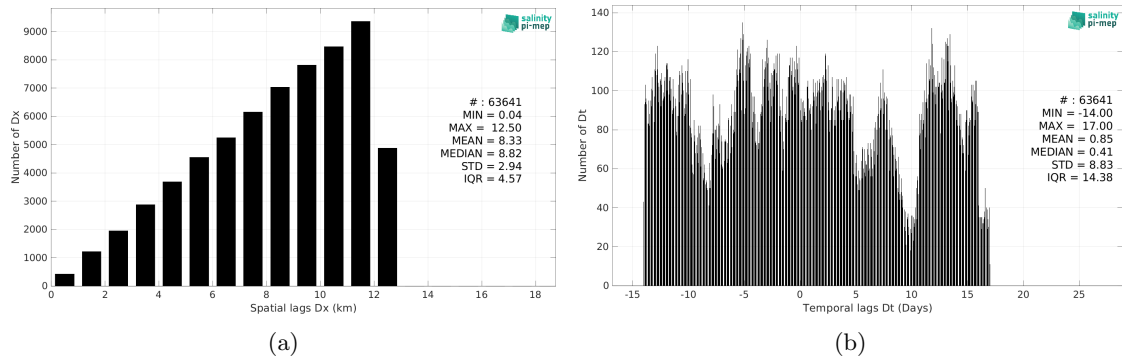 salinity
pi-mep
Number of Dx
9000
8000
7000
6000
5000
4000
3000
2000
1000
0
# : 63641
MIN = 0.04
MAX = 12.50
MEAN = 8.33
MEDIAN = 8.82
STD = 2.94
IQR = 4.57
0 2 4 6 8 10 12 14 16 18
Spatial lags Dx (km)
(a)
salinity
pi-mep
Number of Dt
140
120
100
80
60
40
20
0
# : 63641
MIN = -14.00
MAX = 17.00
MEAN = 0.85
MEDIAN = 0.41
STD = 8.83
IQR = 14.38
-15 -10 -5 0 5 10 15 20 25
Temporal lags Dt (Days)
(b)